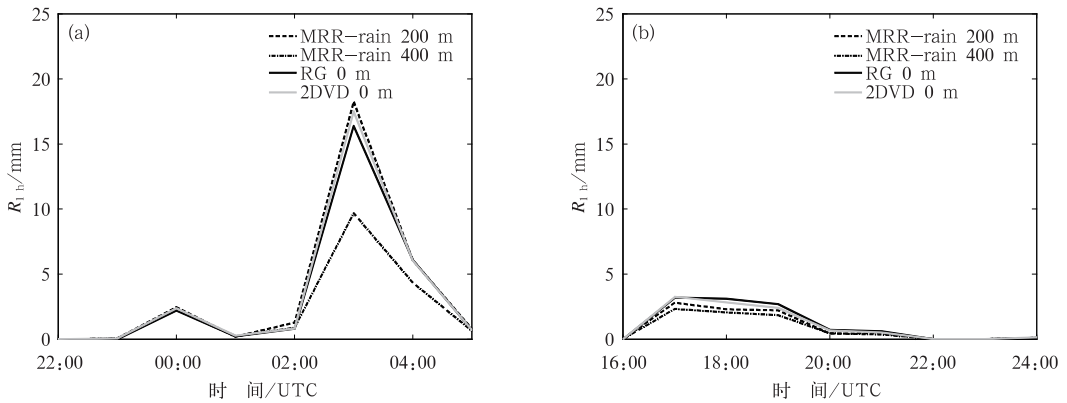 (a)
MRR-rain 200 m
MRR-rain 400 m
RG 0 m
2DVD 0 m
25
20
15
10
5
0
R1 h/mm
22:00 00:00 02:00 04:00
时 间/UTC
(b)
MRR-rain 200 m
MRR-rain 400 m
RG 0 m
2DVD 0 m
25
20
15
10
5
0
R1 h/mm
16:00 18:00 20:00 22:00 24:00
时 间/UTC